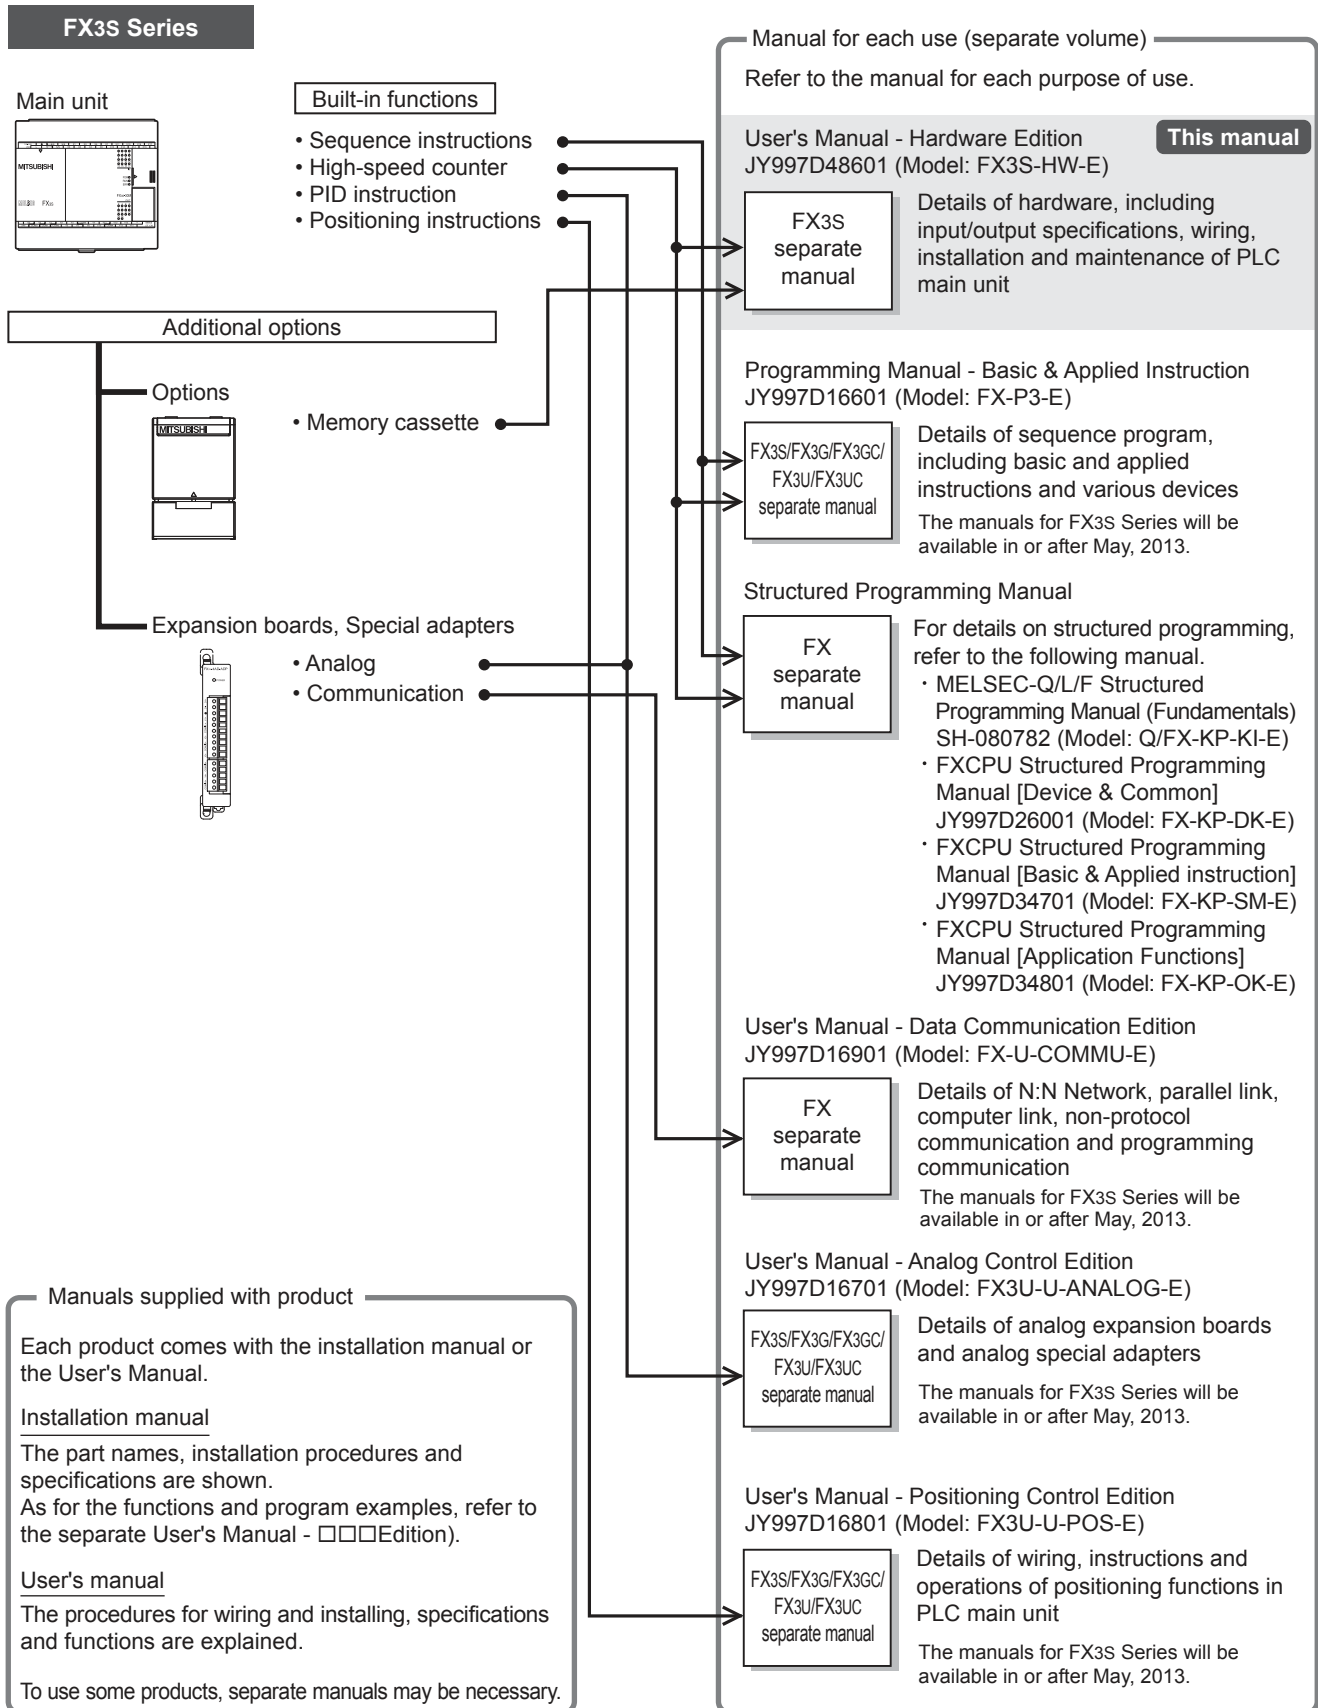 FX3S Series
Main unit
MITSUBISHI
FX3S
Built-in functions
• Sequence instructions
• High-speed counter
• PID instruction
• Positioning instructions
Additional options
Options
MITSUBISHI
• Memory cassette
Expansion boards, Special adapters
• Analog
• Communication
Manuals supplied with product
Each product comes with the installation manual or
the User's Manual.
Installation manual
The part names, installation procedures and
specifications are shown.
As for the functions and program examples, refer to
the separate User's Manual - □□□Edition).
User's manual
The procedures for wiring and installing, specifications
and functions are explained.
To use some products, separate manuals may be necessary.
Manual for each use (separate volume)
Refer to the manual for each purpose of use.
User's Manual - Hardware Edition
This manual
JY997D48601 (Model: FX3S-HW-E)
FX3S
separate
manual
Details of hardware, including
input/output specifications, wiring,
installation and maintenance of PLC
main unit
Programming Manual - Basic & Applied Instruction
JY997D16601 (Model: FX-P3-E)
FX3S/FX3G/FX3GC/
FX3U/FX3UC
separate manual
Details of sequence program,
including basic and applied
instructions and various devices
The manuals for FX3S Series will be
available in or after May, 2013.
Structured Programming Manual
FX
separate
manual
For details on structured programming,
refer to the following manual.
・MELSEC-Q/L/F Structured
Programming Manual (Fundamentals)
SH-080782 (Model: Q/FX-KP-KI-E)
・FXCPU Structured Programming
Manual [Device & Common]
JY997D26001 (Model: FX-KP-DK-E)
・FXCPU Structured Programming
Manual [Basic & Applied instruction]
JY997D34701 (Model: FX-KP-SM-E)
・FXCPU Structured Programming
Manual [Application Functions]
JY997D34801 (Model: FX-KP-OK-E)
User's Manual - Data Communication Edition
JY997D16901 (Model: FX-U-COMMU-E)
FX
separate
manual
Details of N:N Network, parallel link,
computer link, non-protocol
communication and programming
communication
The manuals for FX3S Series will be
available in or after May, 2013.
User's Manual - Analog Control Edition
JY997D16701 (Model: FX3U-U-ANALOG-E)
FX3S/FX3G/FX3GC/
FX3U/FX3UC
separate manual
Details of analog expansion boards
and analog special adapters
The manuals for FX3S Series will be
available in or after May, 2013.
User's Manual - Positioning Control Edition
JY997D16801 (Model: FX3U-U-POS-E)
FX3S/FX3G/FX3GC/
FX3U/FX3UC
separate manual
Details of wiring, instructions and
operations of positioning functions in
PLC main unit
The manuals for FX3S Series will be
available in or after May, 2013.